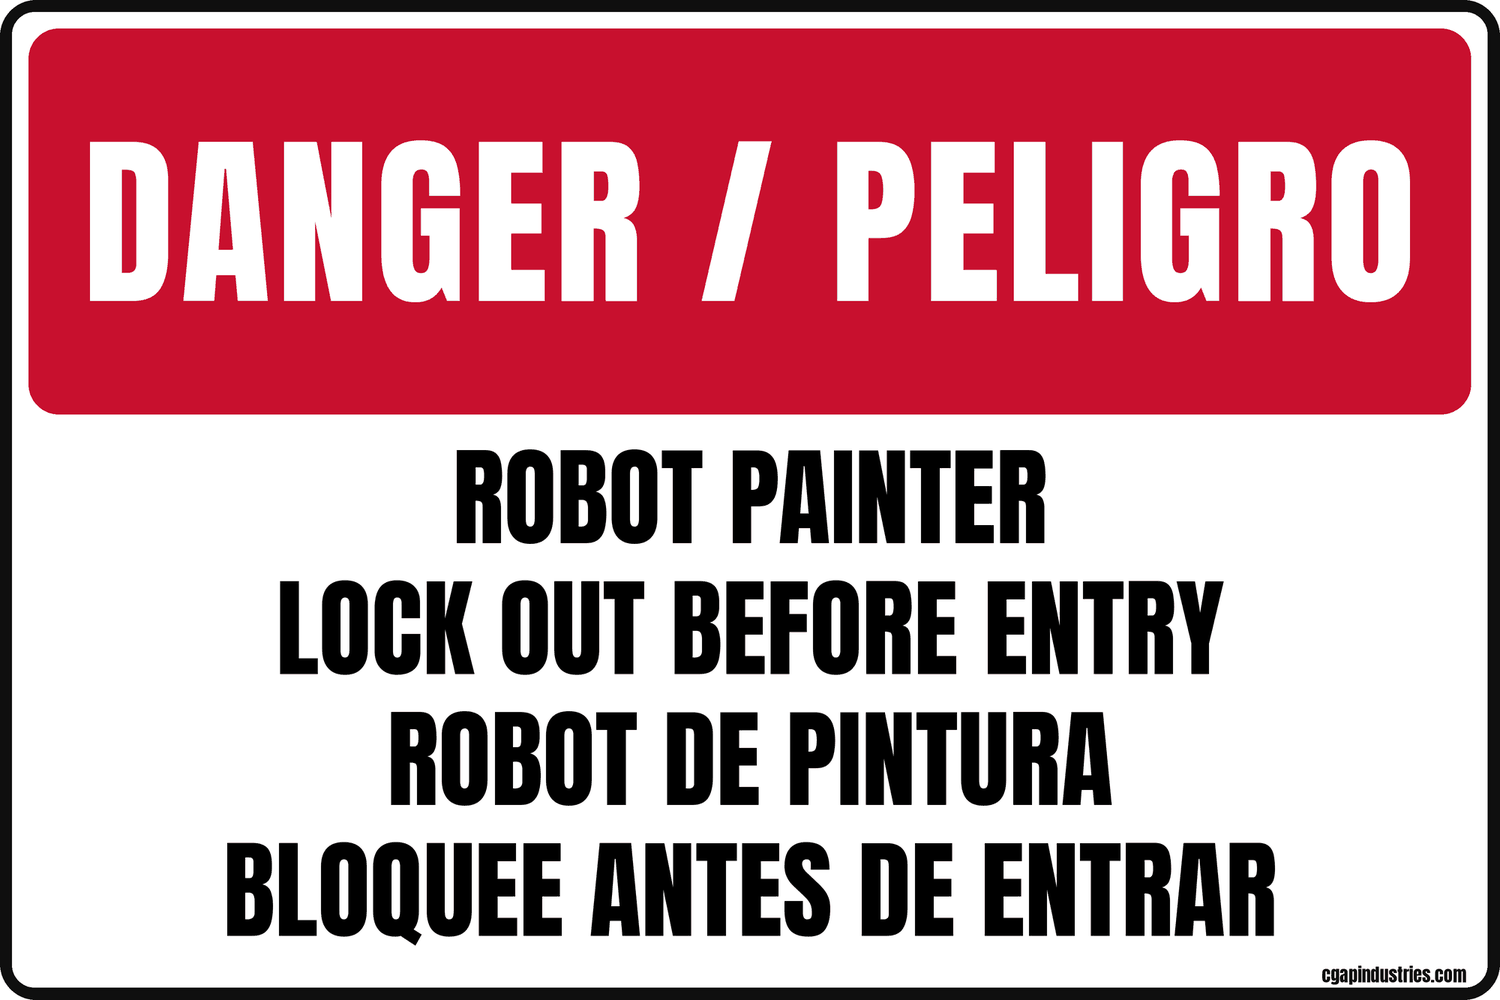 DANGER / PELIGRO
ROBOT PAINTER
LOCK OUT BEFORE ENTRY
ROBOT DE PINTURA
BLOQUEE ANTES DE ENTRAR
cgapindustries.com